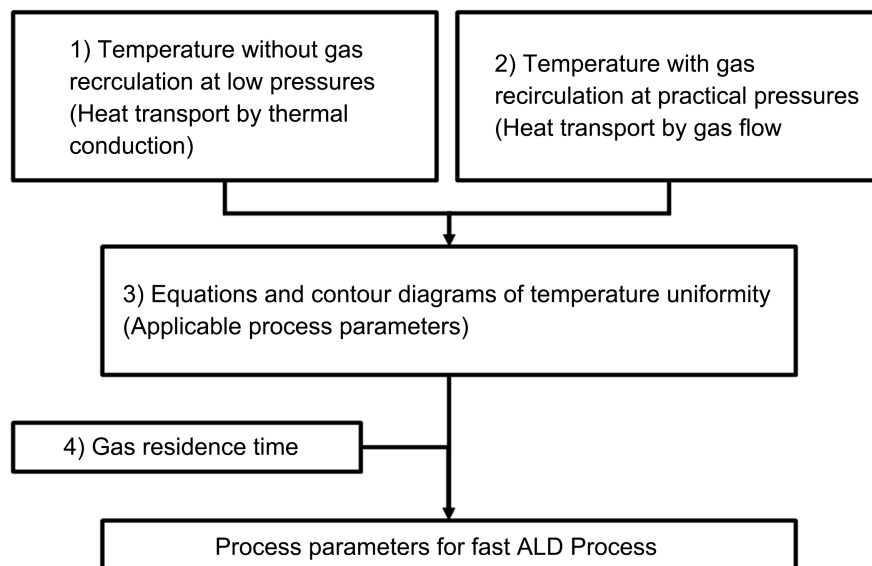 1) Temperature without gas
recrculation at low pressures
(Heat transport by thermal
conduction)
2) Temperature with gas
recirulation at practical pressures
(Heat transport by gas flow
3) Equations and contour diagrams of temperature uniformity
(Applicable process parameters)
4) Gas residence time
Process parameters for fast ALD Process